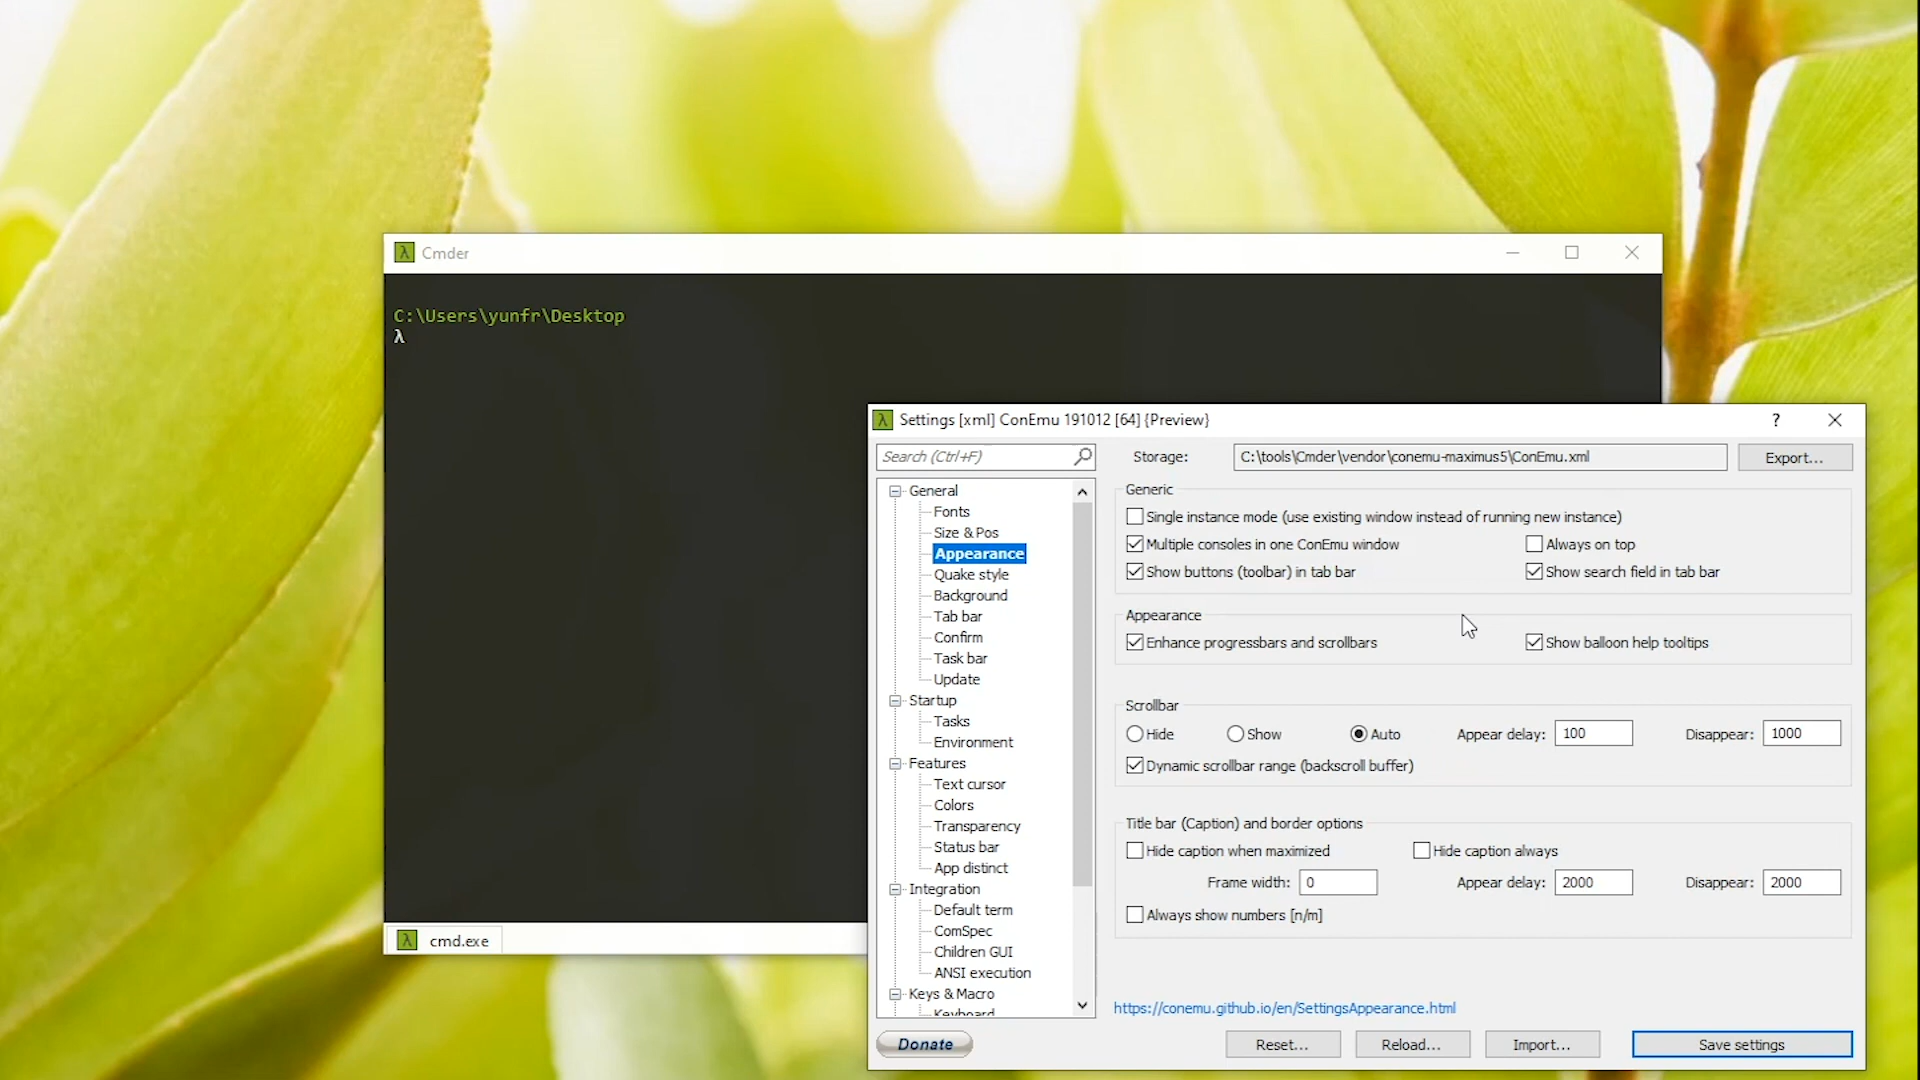 Cmder
C:\Users\yunfr\Desktop
λ
cmd.exe
Settings [xml] ConEmu 191012 [64] {Preview}
?
Search (Ctrl+F)
Storage: C:\tools\Cmder\vendor\conemu-maximus5\ConEmu.xml Export...
General
Fonts
Size & Pos
Appearance
Quake style
Background
Tab bar
Confirm
Task bar
Update
Startup
Tasks
Environment
Features
Text cursor
Colors
Transparency
Status bar
App distinct
Integration
Default term
ComSpec
Children GUI
ANSI execution
Keys & Macro
Keyboard
Generic
Single instance mode (use existing window instead of running new instance)
Multiple consoles in one ConEmu window Always on top
Show buttons (toolbar) in tab bar Show search field in tab bar
Appearance
Enhance progressbars and scrollbars Show balloon help tooltips
Scrollbar
Hide Show Auto Appear delay: 100 Disappear: 1000
Dynamic scrollbar range (backscroll buffer)
Title bar (Caption) and border options
Hide caption when maximized Hide caption always
Frame width: 0 Appear delay: 2000 Disappear: 2000
Always show numbers [n/m]
https://conemu.github.io/en/SettingsAppearance.html
Donate Reset... Reload... Import... Save settings